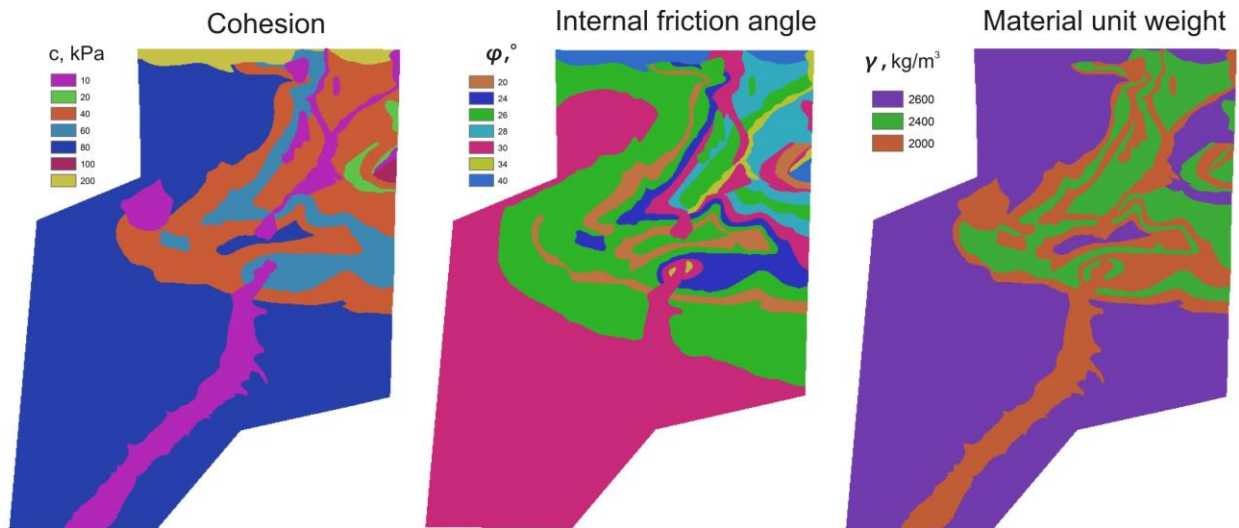 Cohesion
c, kPa
10
20
40
60
80
100
200
Internal friction angle
φ,°
20
24
26
28
30
34
40
Material unit weight
γ, kg/m³
2600
2400
2000